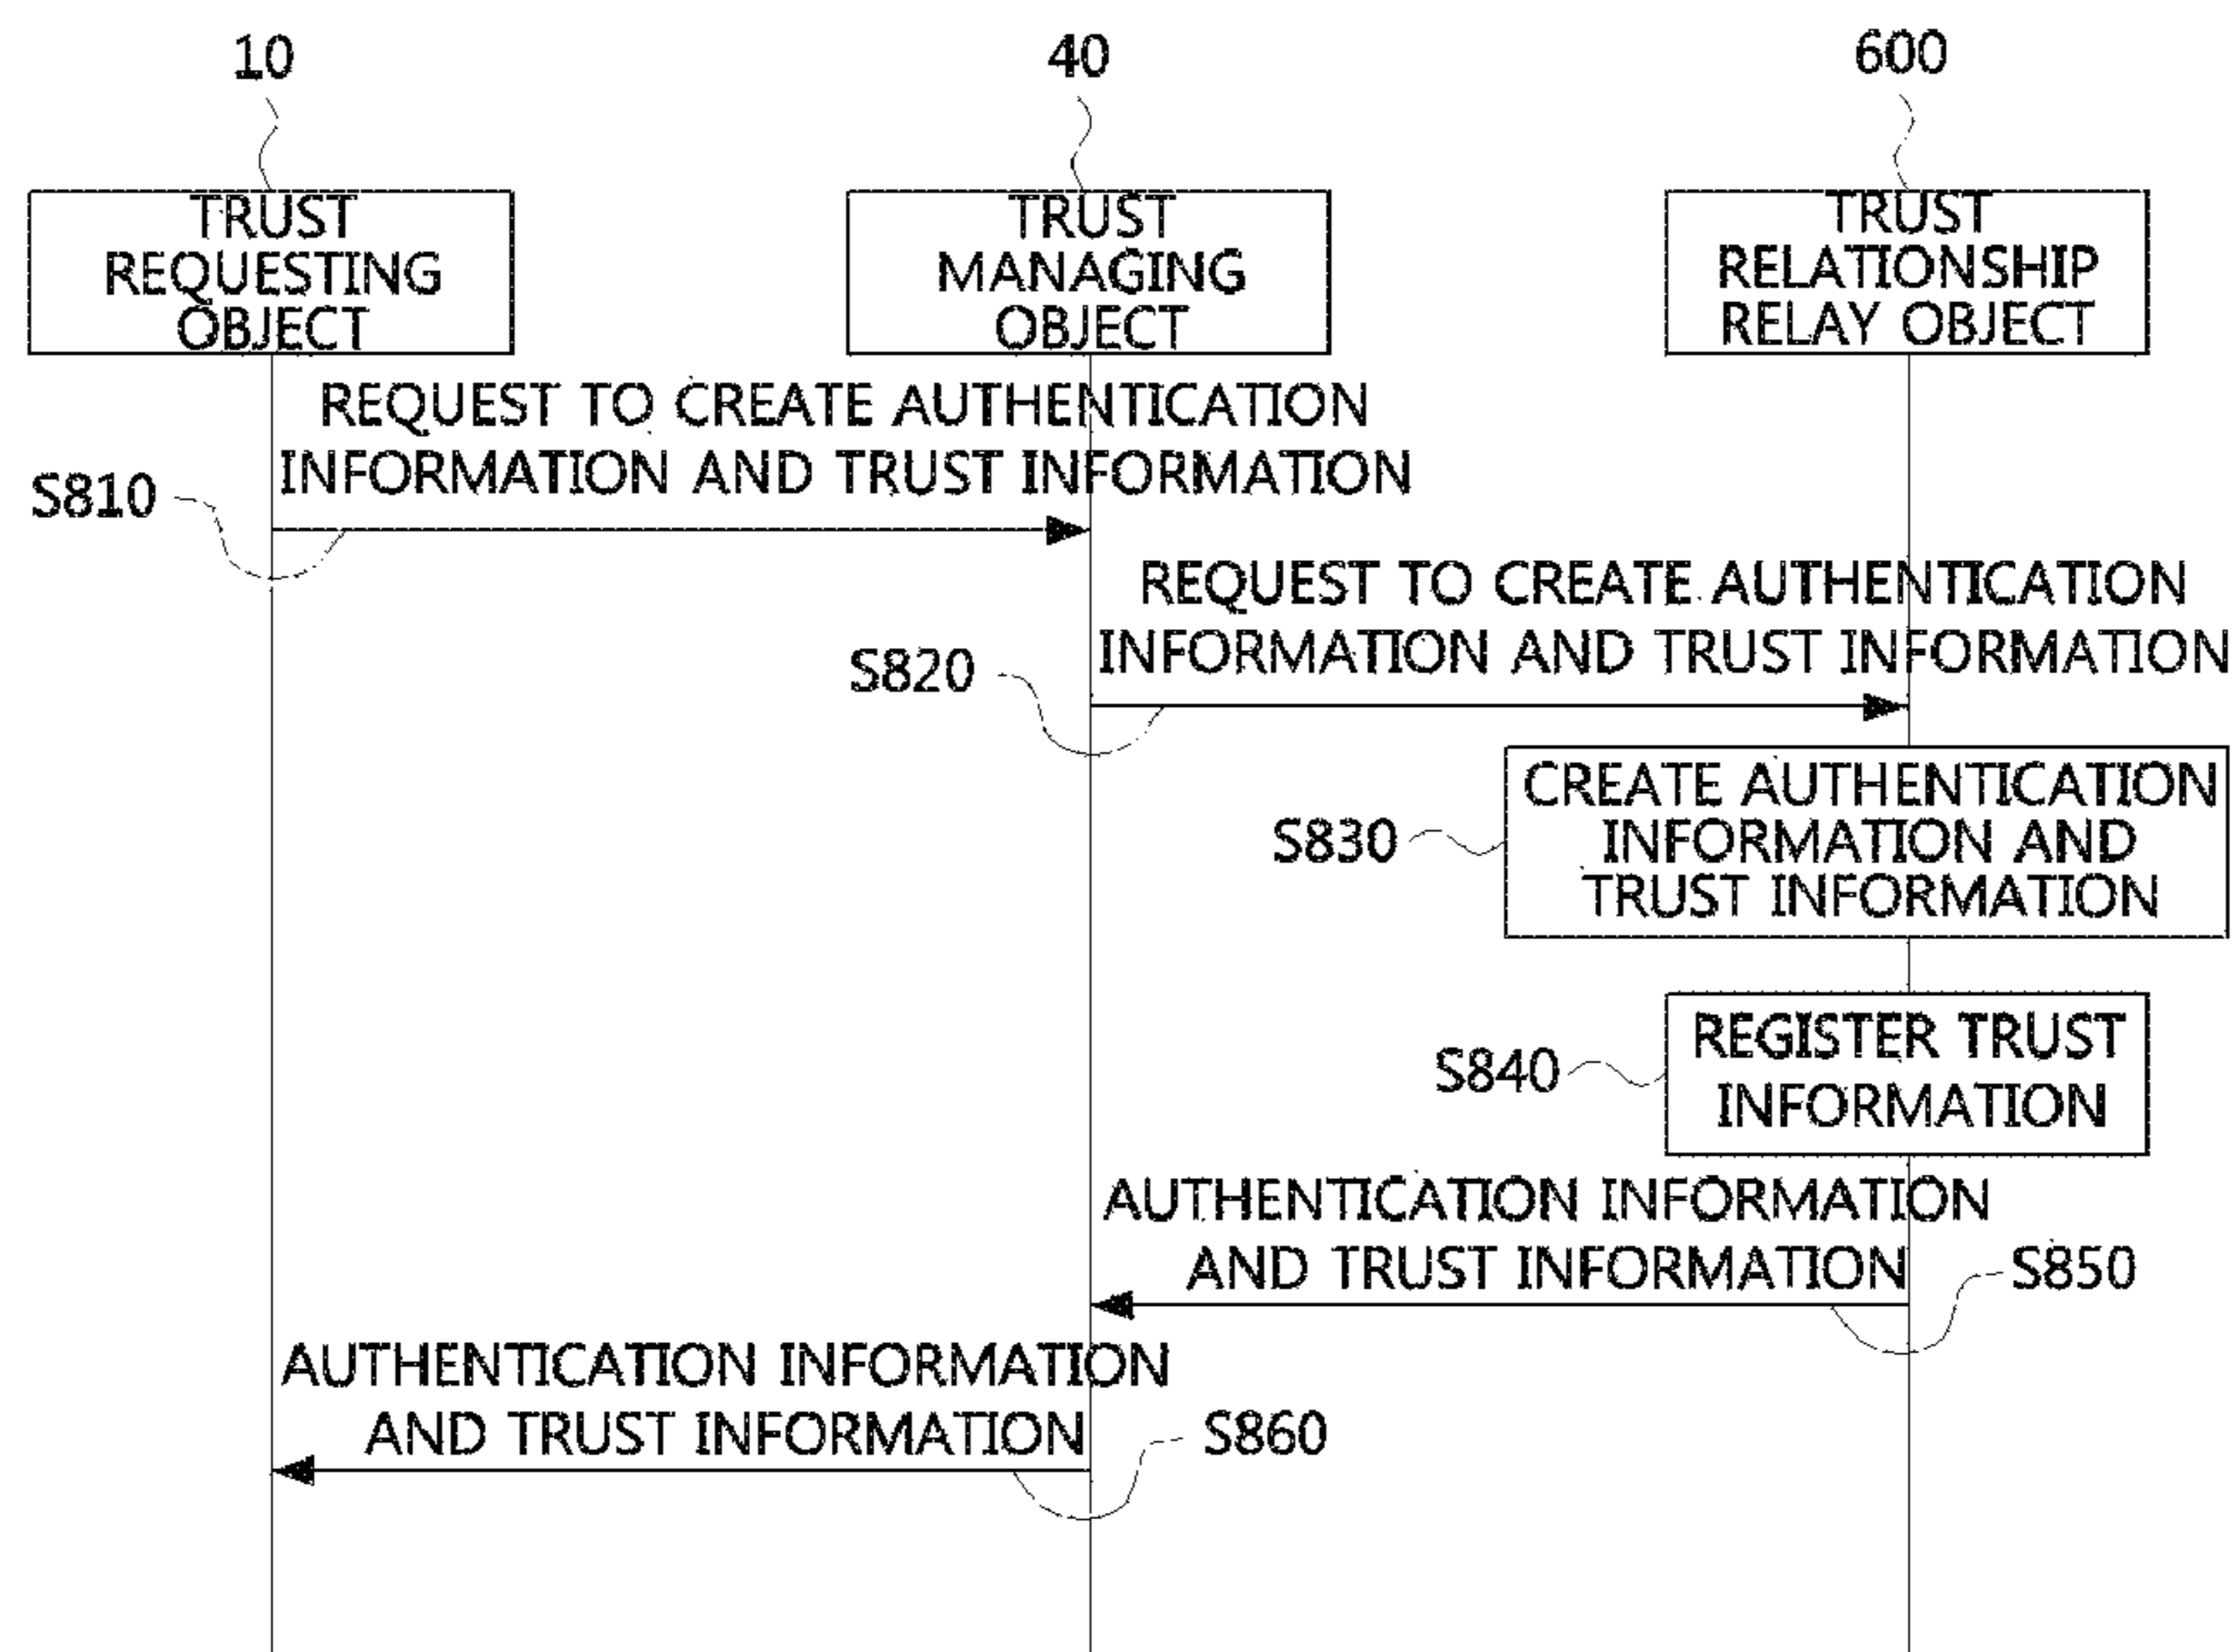 10
40
600
TRUST
REQUESTING
OBJECT
TRUST
MANAGING
OBJECT
TRUST
RELATIONSHIP
RELAY OBJECT
REQUEST TO CREATE AUTHENTICATION
INFORMATION AND TRUST INFORMATION
S810
REQUEST TO CREATE AUTHENTICATION
INFORMATION AND TRUST INFORMATION
S820
CREATE AUTHENTICATION
INFORMATION AND
TRUST INFORMATION
S830
REGISTER TRUST
INFORMATION
S840
AUTHENTICATION INFORMATION
AND TRUST INFORMATION
S850
AUTHENTICATION INFORMATION
AND TRUST INFORMATION
S860